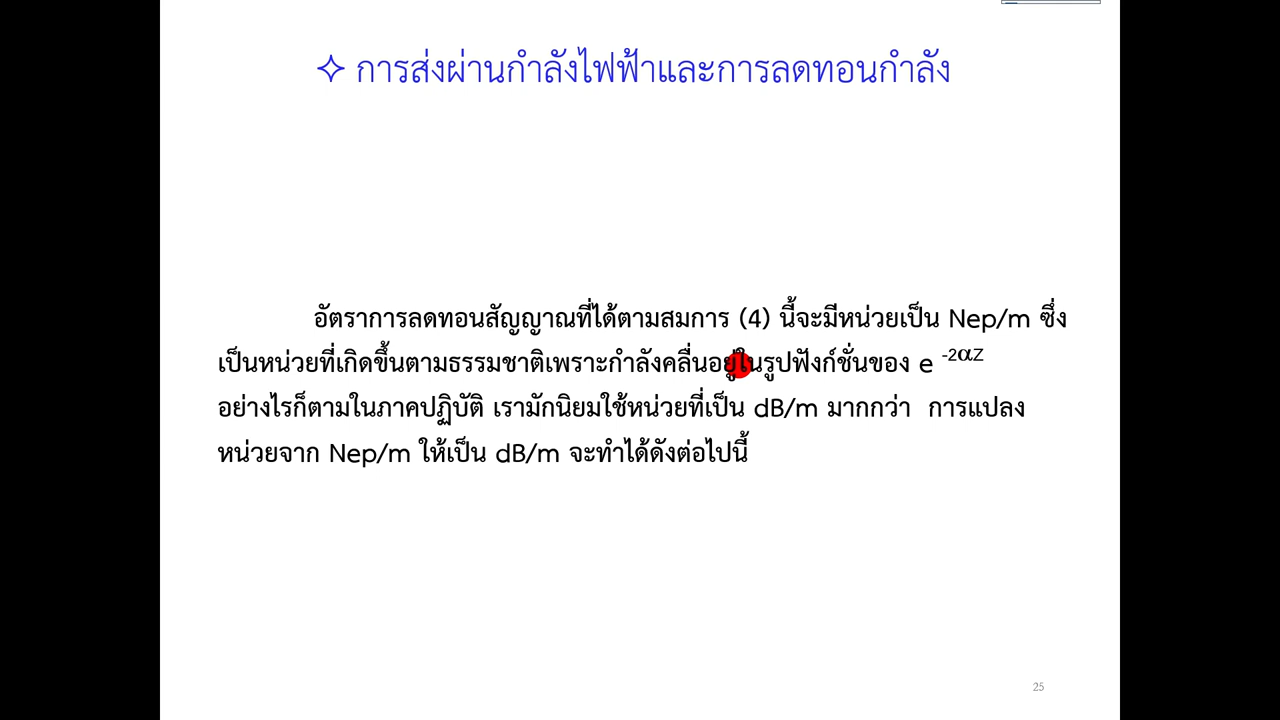 ✧ การส่งผ่านกำลังไฟฟ้าและการลดทอนกำลัง
อัตราการลดทอนสัญญาณที่ได้ตามสมการ (4) นี้จะมีหน่วยเป็น Nep/m ซึ่ง
เป็นหน่วยที่เกิดขึ้นตามธรรมชาติเพราะกำลังคลื่นอยู่ในรูปฟังก์ชั่นของ e -2αz
อย่างไรก็ตามในภาคปฏิบัติ เรามักนิยมใช้หน่วยที่เป็น dB/m มากกว่า การแปลง
หน่วยจาก Nep/m ให้เป็น dB/m จะทำได้ดังต่อไปนี้
25